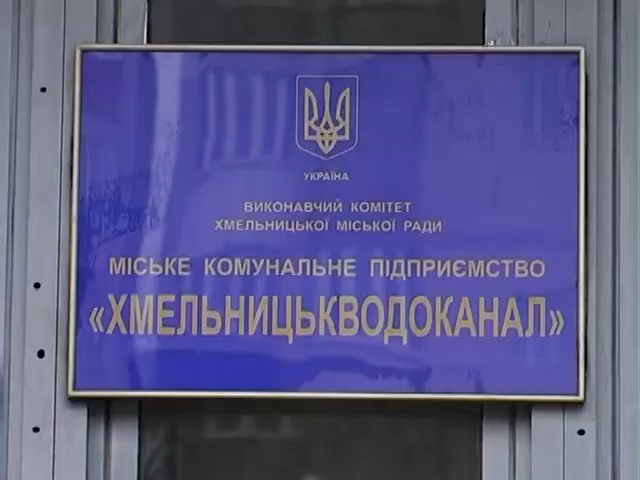 УКРАЇНА
ВИКОНАВЧИЙ КОМІТЕТ
ХМЕЛЬНИЦЬКОЇ МІСЬКОЇ РАДИ
МІСЬКЕ КОМУНАЛЬНЕ ПІДПРИЄМСТВО
«ХМЕЛЬНИЦЬКВОДОКАНАЛ»